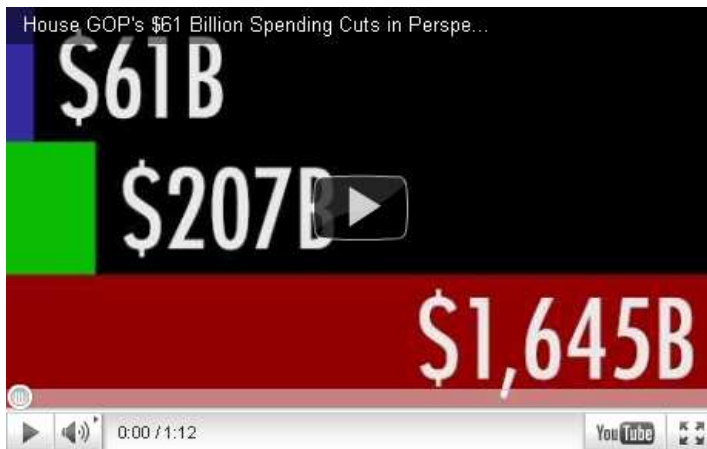 House GOP's $61 Billion Spending Cuts in Perspe...
$61B
$207B
$1,645B
0:00 / 1:12
YouTube